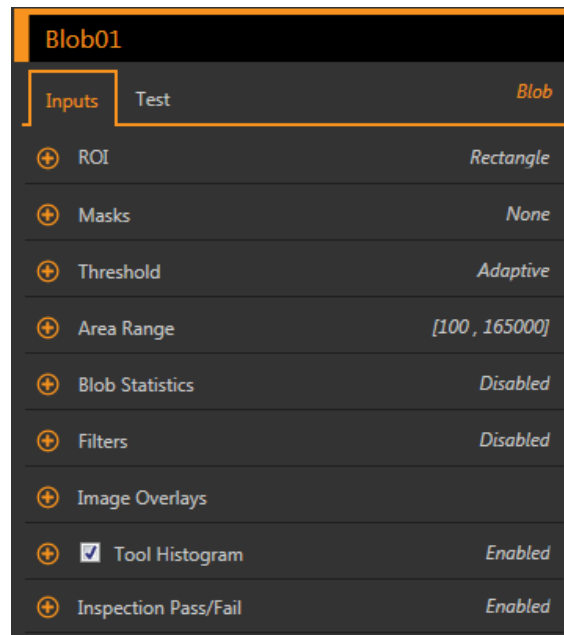 Blob01
Inputs Test Blob
ROI Rectangle
Masks None
Threshold Adaptive
Area Range [100 , 165000]
Blob Statistics Disabled
Filters Disabled
Image Overlays
Tool Histogram Enabled
Inspection Pass/Fail Enabled